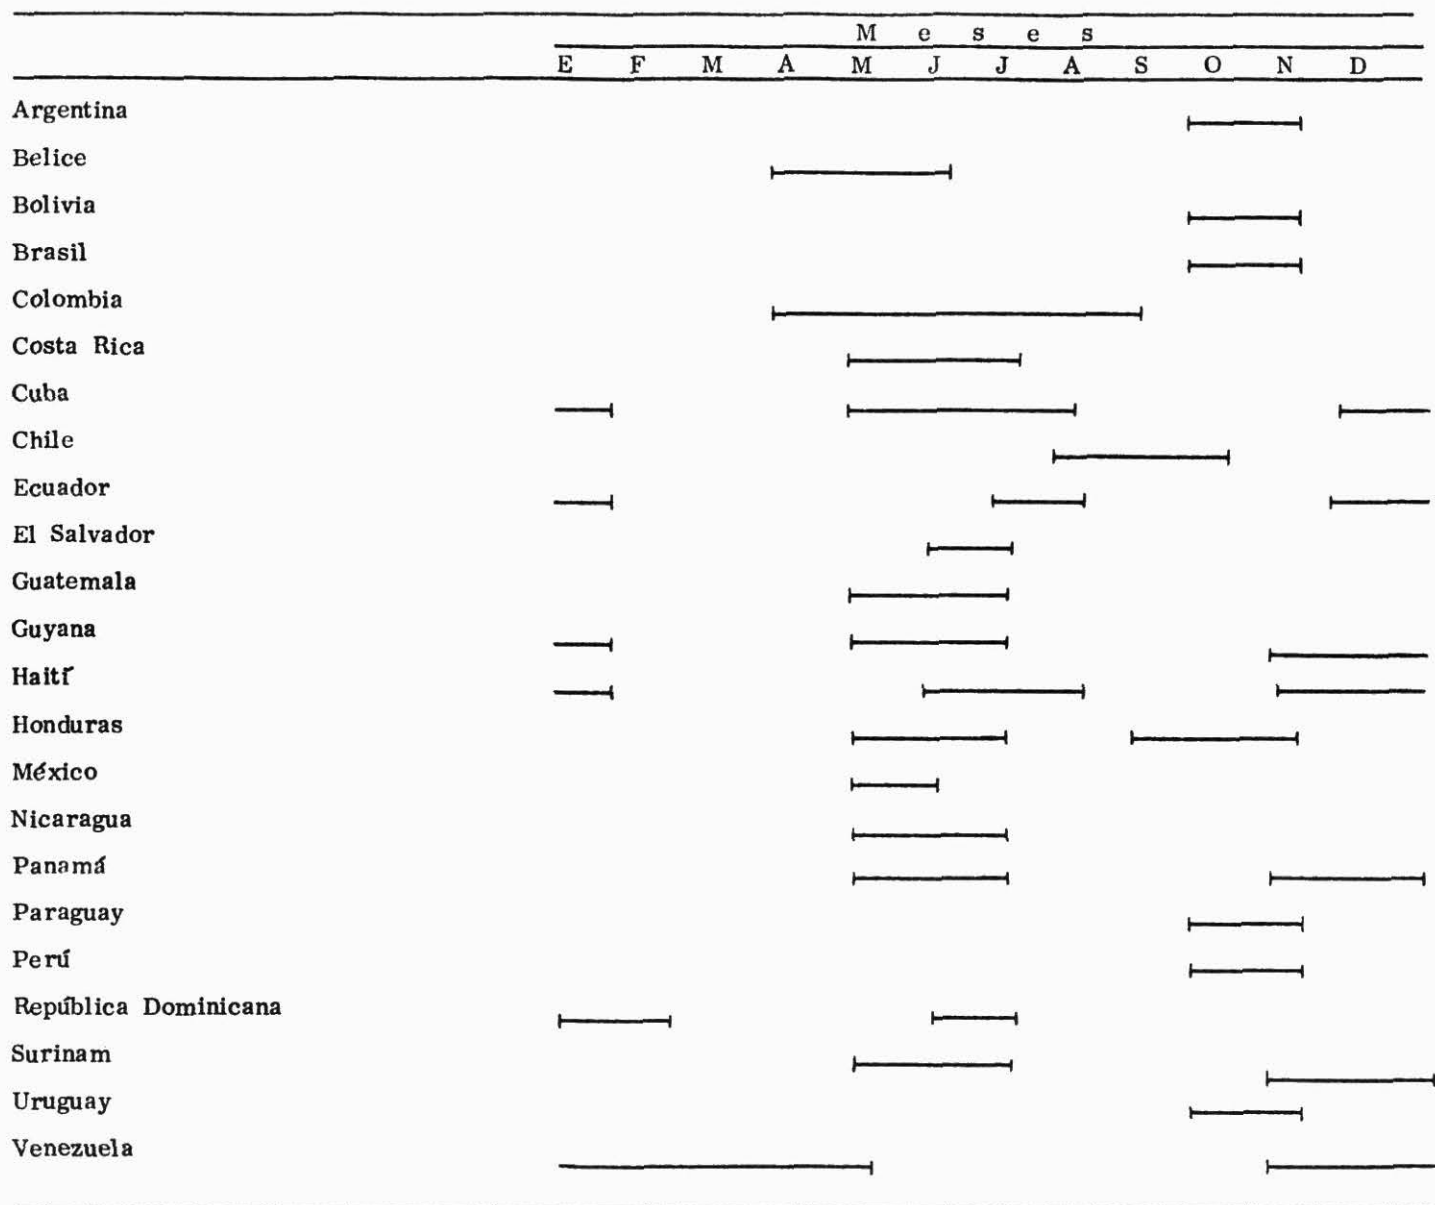 M e s e s
E F M A M J J A S O N D
Argentina
Belice
Bolivia
Brasil
Colombia
Costa Rica
Cuba
Chile
Ecuador
El Salvador
Guatemala
Guyana
Haití
Honduras
México
Nicaragua
Panamá
Paraguay
Perú
República Dominicana
Surinam
Uruguay
Venezuela